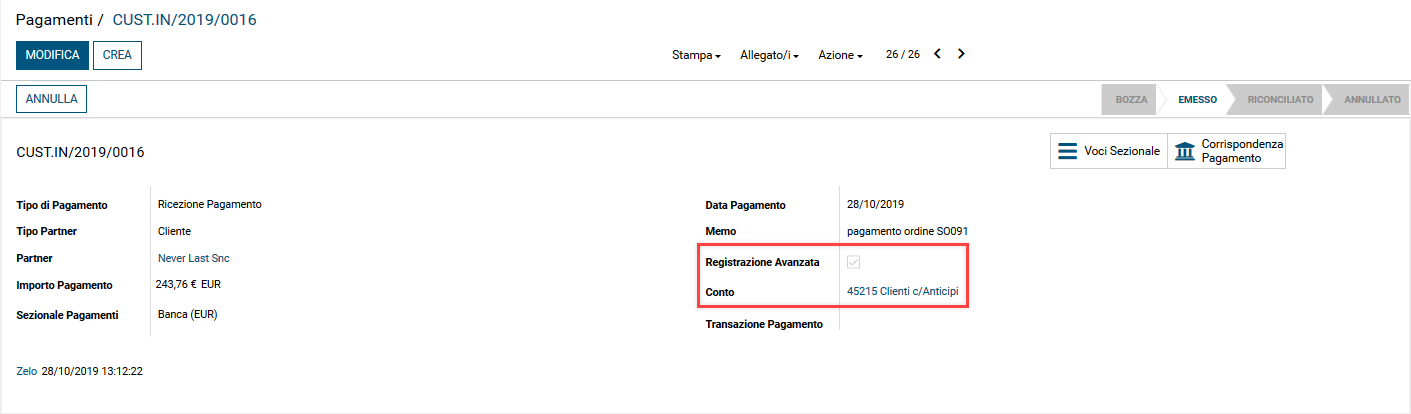 Pagamenti / CUST.IN/2019/0016
MODIFICA CREA Stampa Allegato/i Azione 26 / 26
ANNULLA BOZZA EMESSO RICONCILIATO ANNULLATO
CUST.IN/2019/0016
Voci Sezionale
Corrispondenza
Pagamento
Tipo di Pagamento Ricezione Pagamento
Tipo Partner Cliente
Partner Never Last Snc
Importo Pagamento 243,76 € EUR
Sezionale Pagamenti Banca (EUR)
Data Pagamento 28/10/2019
Memo pagamento ordine SO091
Registrazione Avanzata
Conto 45215 Clienti c/Anticipi
Transazione Pagamento
Zelo 28/10/2019 13:12:22